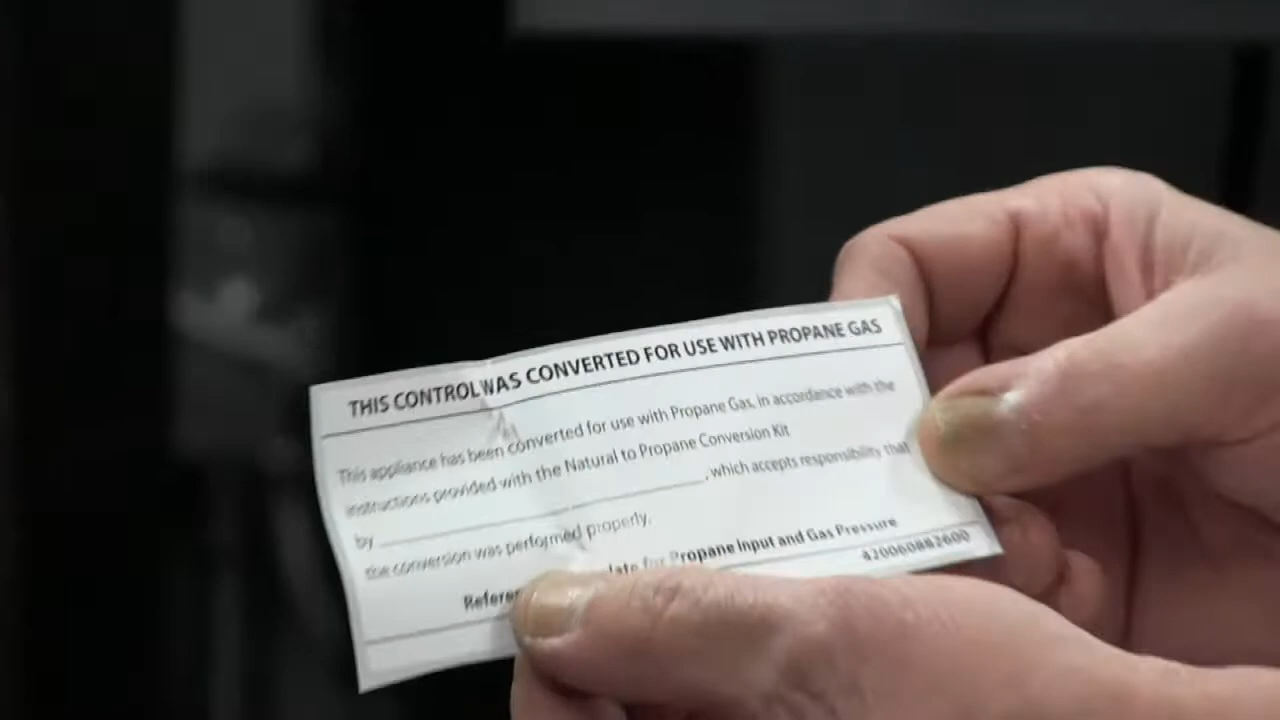 THIS CONTROL WAS CONVERTED FOR USE WITH PROPANE GAS
This appliance has been converted for use with Propane Gas, in accordance with the
instructions provided with the Natural to Propane Conversion Kit
by , which accepts responsibility that
the conversion was performed properly.
for Propane Input and Gas Pressure
420060882600